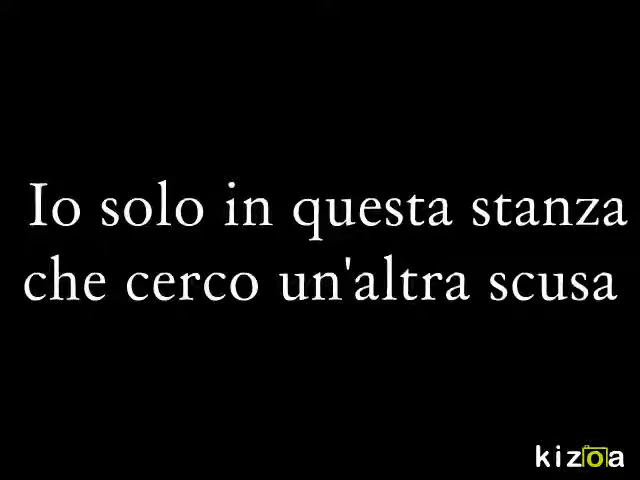 Io solo in questa stanza
che cerco un'altra scusa
kizoa